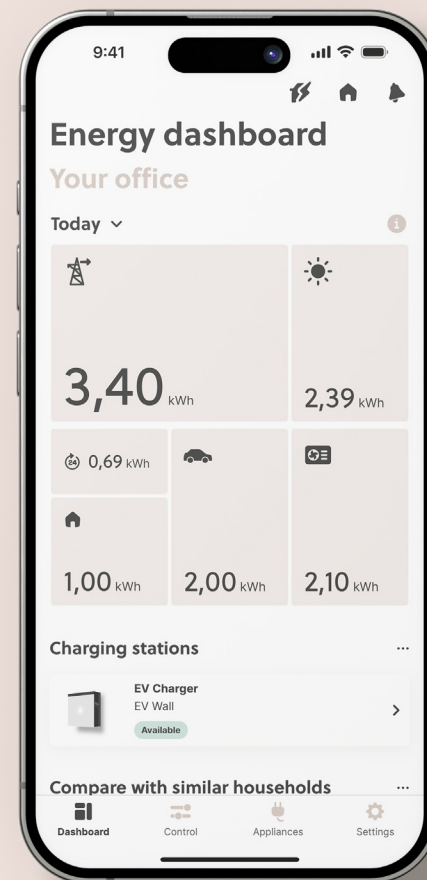 9:41
Energy dashboard
Your office
Today
3,40 kWh
2,39 kWh
24 0,69 kWh
1,00 kWh
2,00 kWh
2,10 kWh
Charging stations
EV Charger
EV Wall
Available
Compare with similar households
Dashboard
Control
Appliances
Settings